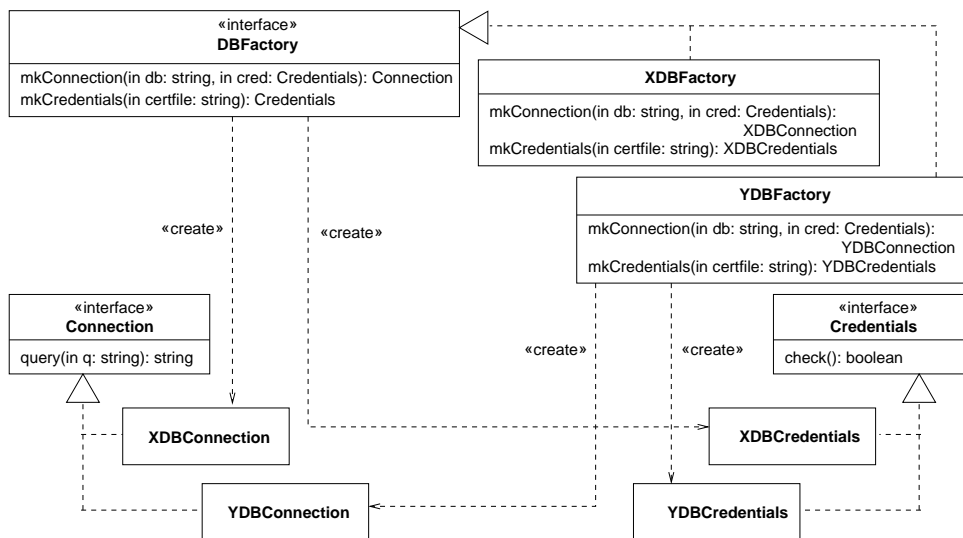 «interface»
DBFactory
mkConnection(in db: string, in cred: Credentials): Connection
mkCredentials(in certfile: string): Credentials
XDBFactory
mkConnection(in db: string, in cred: Credentials):
XDBConnection
mkCredentials(in certfile: string): XDBCredentials
YDBFactory
mkConnection(in db: string, in cred: Credentials):
YDBConnection
mkCredentials(in certfile: string): YDBCredentials
«create»
«create»
«interface»
Connection
query(in q: string): string
«create»
«create»
«interface»
Credentials
check(): boolean
XDBConnection
XDBCredentials
YDBConnection
YDBCredentials